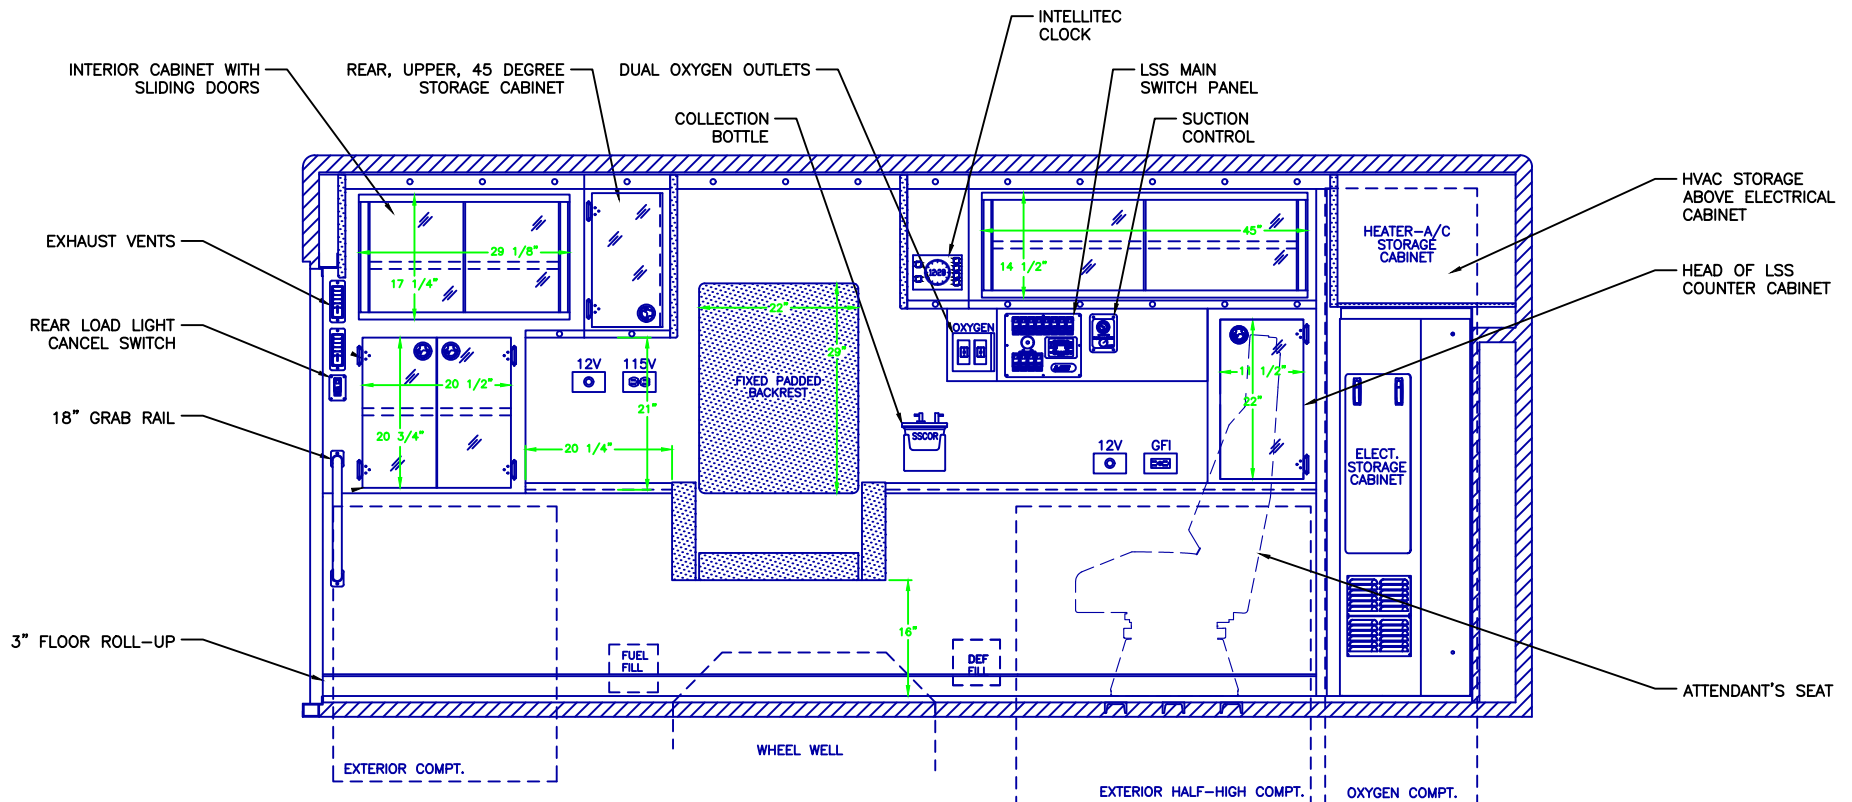 INTELLITEC
CLOCK
INTERIOR CABINET WITH
SLIDING DOORS
REAR, UPPER, 45 DEGREE
STORAGE CABINET
DUAL OXYGEN OUTLETS
LSS MAIN
SWITCH PANEL
COLLECTION
BOTTLE
SUCTION
CONTROL
HVAC STORAGE
ABOVE ELECTRICAL
CABINET
EXHAUST VENTS
HEATER-A/C
STORAGE
CABINET
29 1/8"
17 1/4"
45"
14 1/2"
12:29
HEAD OF LSS
COUNTER CABINET
REAR LOAD LIGHT
CANCEL SWITCH
22"
29"
OXYGEN
12V
115V
FIXED PADDED
BACKREST
20 1/2"
21"
22"
18" GRAB RAIL
20 3/4"
20 1/4"
SSCOR
12V
GFI
ELECT.
STORAGE
CABINET
16"
3" FLOOR ROLL-UP
FUEL
FILL
DEF
FILL
ATTENDANT'S SEAT
WHEEL WELL
EXTERIOR COMPT.
EXTERIOR HALF-HIGH COMPT.
OXYGEN COMPT.